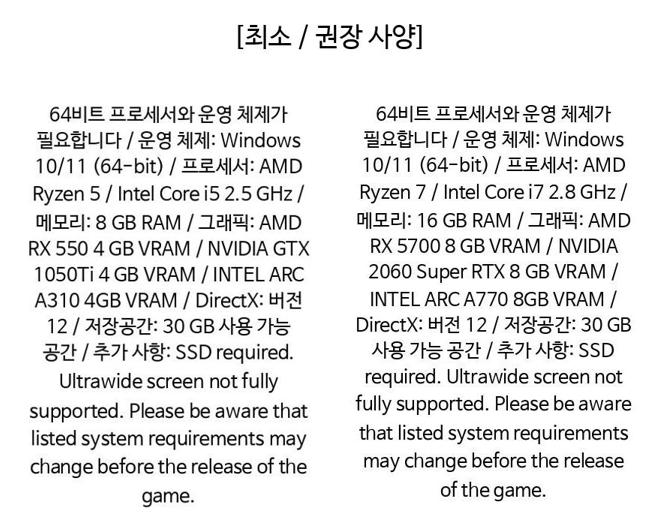 [최소 / 권장 사양]
64비트 프로세서와 운영 체제가
필요합니다 / 운영 체제: Windows
10/11 (64-bit) / 프로세서: AMD
Ryzen 5 / Intel Core i5 2.5 GHz /
메모리: 8 GB RAM / 그래픽: AMD
RX 550 4 GB VRAM / NVIDIA GTX
1050Ti 4 GB VRAM / INTEL ARC
A310 4GB VRAM / DirectX: 버전
12 / 저장공간: 30 GB 사용 가능
공간 / 추가 사항: SSD required.
Ultrawide screen not fully
supported. Please be aware that
listed system requirements may
change before the release of the
game.
64비트 프로세서와 운영 체제가
필요합니다 / 운영 체제: Windows
10/11 (64-bit) / 프로세서: AMD
Ryzen 7 / Intel Core i7 2.8 GHz /
메모리: 16 GB RAM / 그래픽: AMD
RX 5700 8 GB VRAM / NVIDIA
2060 Super RTX 8 GB VRAM /
INTEL ARC A770 8GB VRAM /
DirectX: 버전 12 / 저장공간: 30 GB
사용 가능 공간 / 추가 사항: SSD
required. Ultrawide screen not
fully supported. Please be aware
that listed system requirements
may change before the release
of the game.